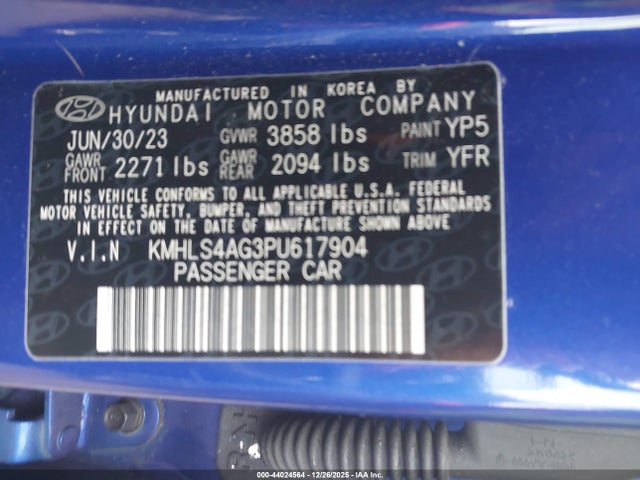 MANUFACTURED IN KOREA BY
HYUNDAI MOTOR COMPANY
JUN/30/23 GVWR 3858 lbs PAINT YP5
GAWR FRONT 2271 lbs GAWR REAR 2094 lbs TRIM YFR
THIS VEHICLE CONFORMS TO ALL APPLICABLE U.S.A. FEDERAL
MOTOR VEHICLE SAFETY, BUMPER, AND THEFT PREVENTION STANDARDS
IN EFFECT ON THE DATE OF MANUFACTURE SHOWN ABOVE
V.I.N KMHLS4AG3PU617904
PASSENGER CAR
000-44024564 | 12/26/2025 - IAA Inc.